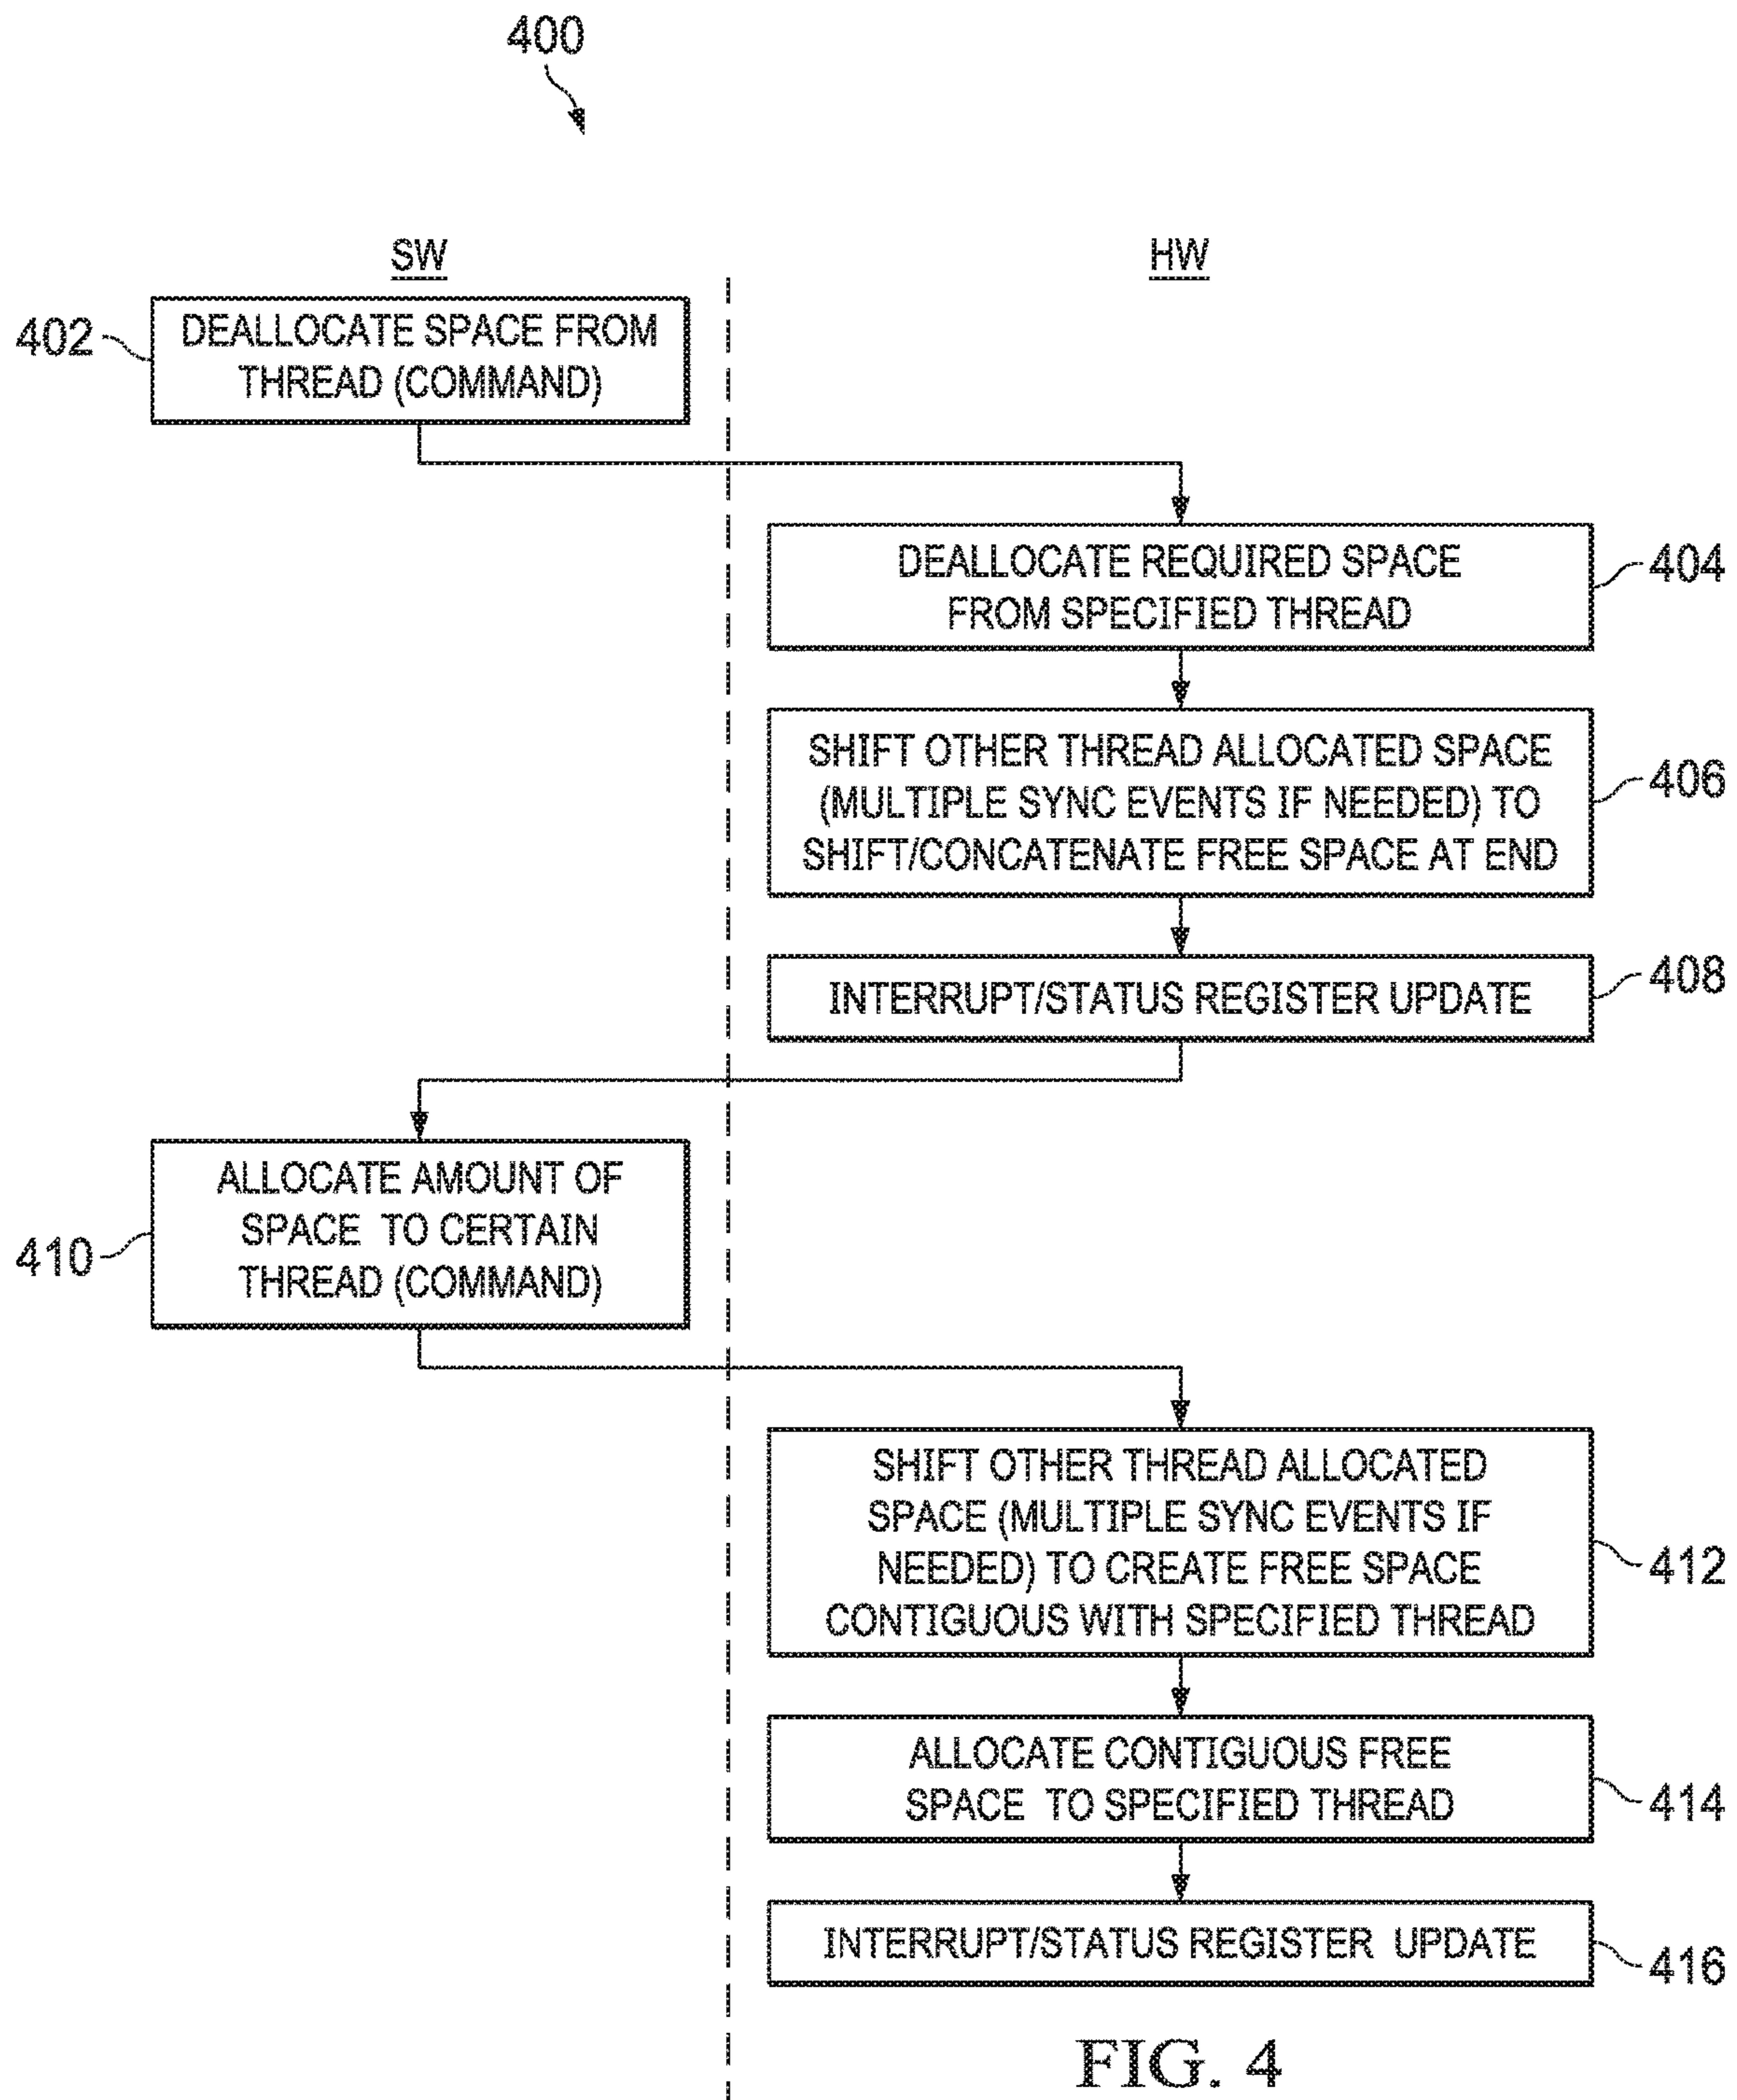 400
SW
HW
402
DEALLOCATE SPACE FROM
THREAD (COMMAND)
DEALLOCATE REQUIRED SPACE
FROM SPECIFIED THREAD
404
SHIFT OTHER THREAD ALLOCATED SPACE
(MULTIPLE SYNC EVENTS IF NEEDED) TO
SHIFT/CONCATENATE FREE SPACE AT END
406
INTERRUPT/STATUS REGISTER UPDATE
408
410
ALLOCATE AMOUNT OF
SPACE TO CERTAIN
THREAD (COMMAND)
SHIFT OTHER THREAD ALLOCATED
SPACE (MULTIPLE SYNC EVENTS IF
NEEDED) TO CREATE FREE SPACE
CONTIGUOUS WITH SPECIFIED THREAD
412
ALLOCATE CONTIGUOUS FREE
SPACE TO SPECIFIED THREAD
414
INTERRUPT/STATUS REGISTER UPDATE
416
FIG. 4